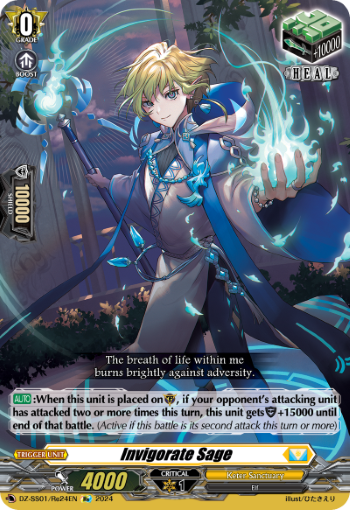 0
GRADE
BOOST
+10000
HEAL
10000
SHIELD
The breath of life within me
burns brightly against adversity.
AUTO:When this unit is placed on G, if your opponent's attacking unit
has attacked two or more times this turn, this unit gets +15000 until
end of that battle. (Active if this battle is its second attack this turn or more)
TRIGGER UNIT
Invigorate Sage
POWER
4000
CRITICAL
1
Keter Sanctuary
Elf
DZ-SS01/Re24EN 2024
illust/ひたきえり